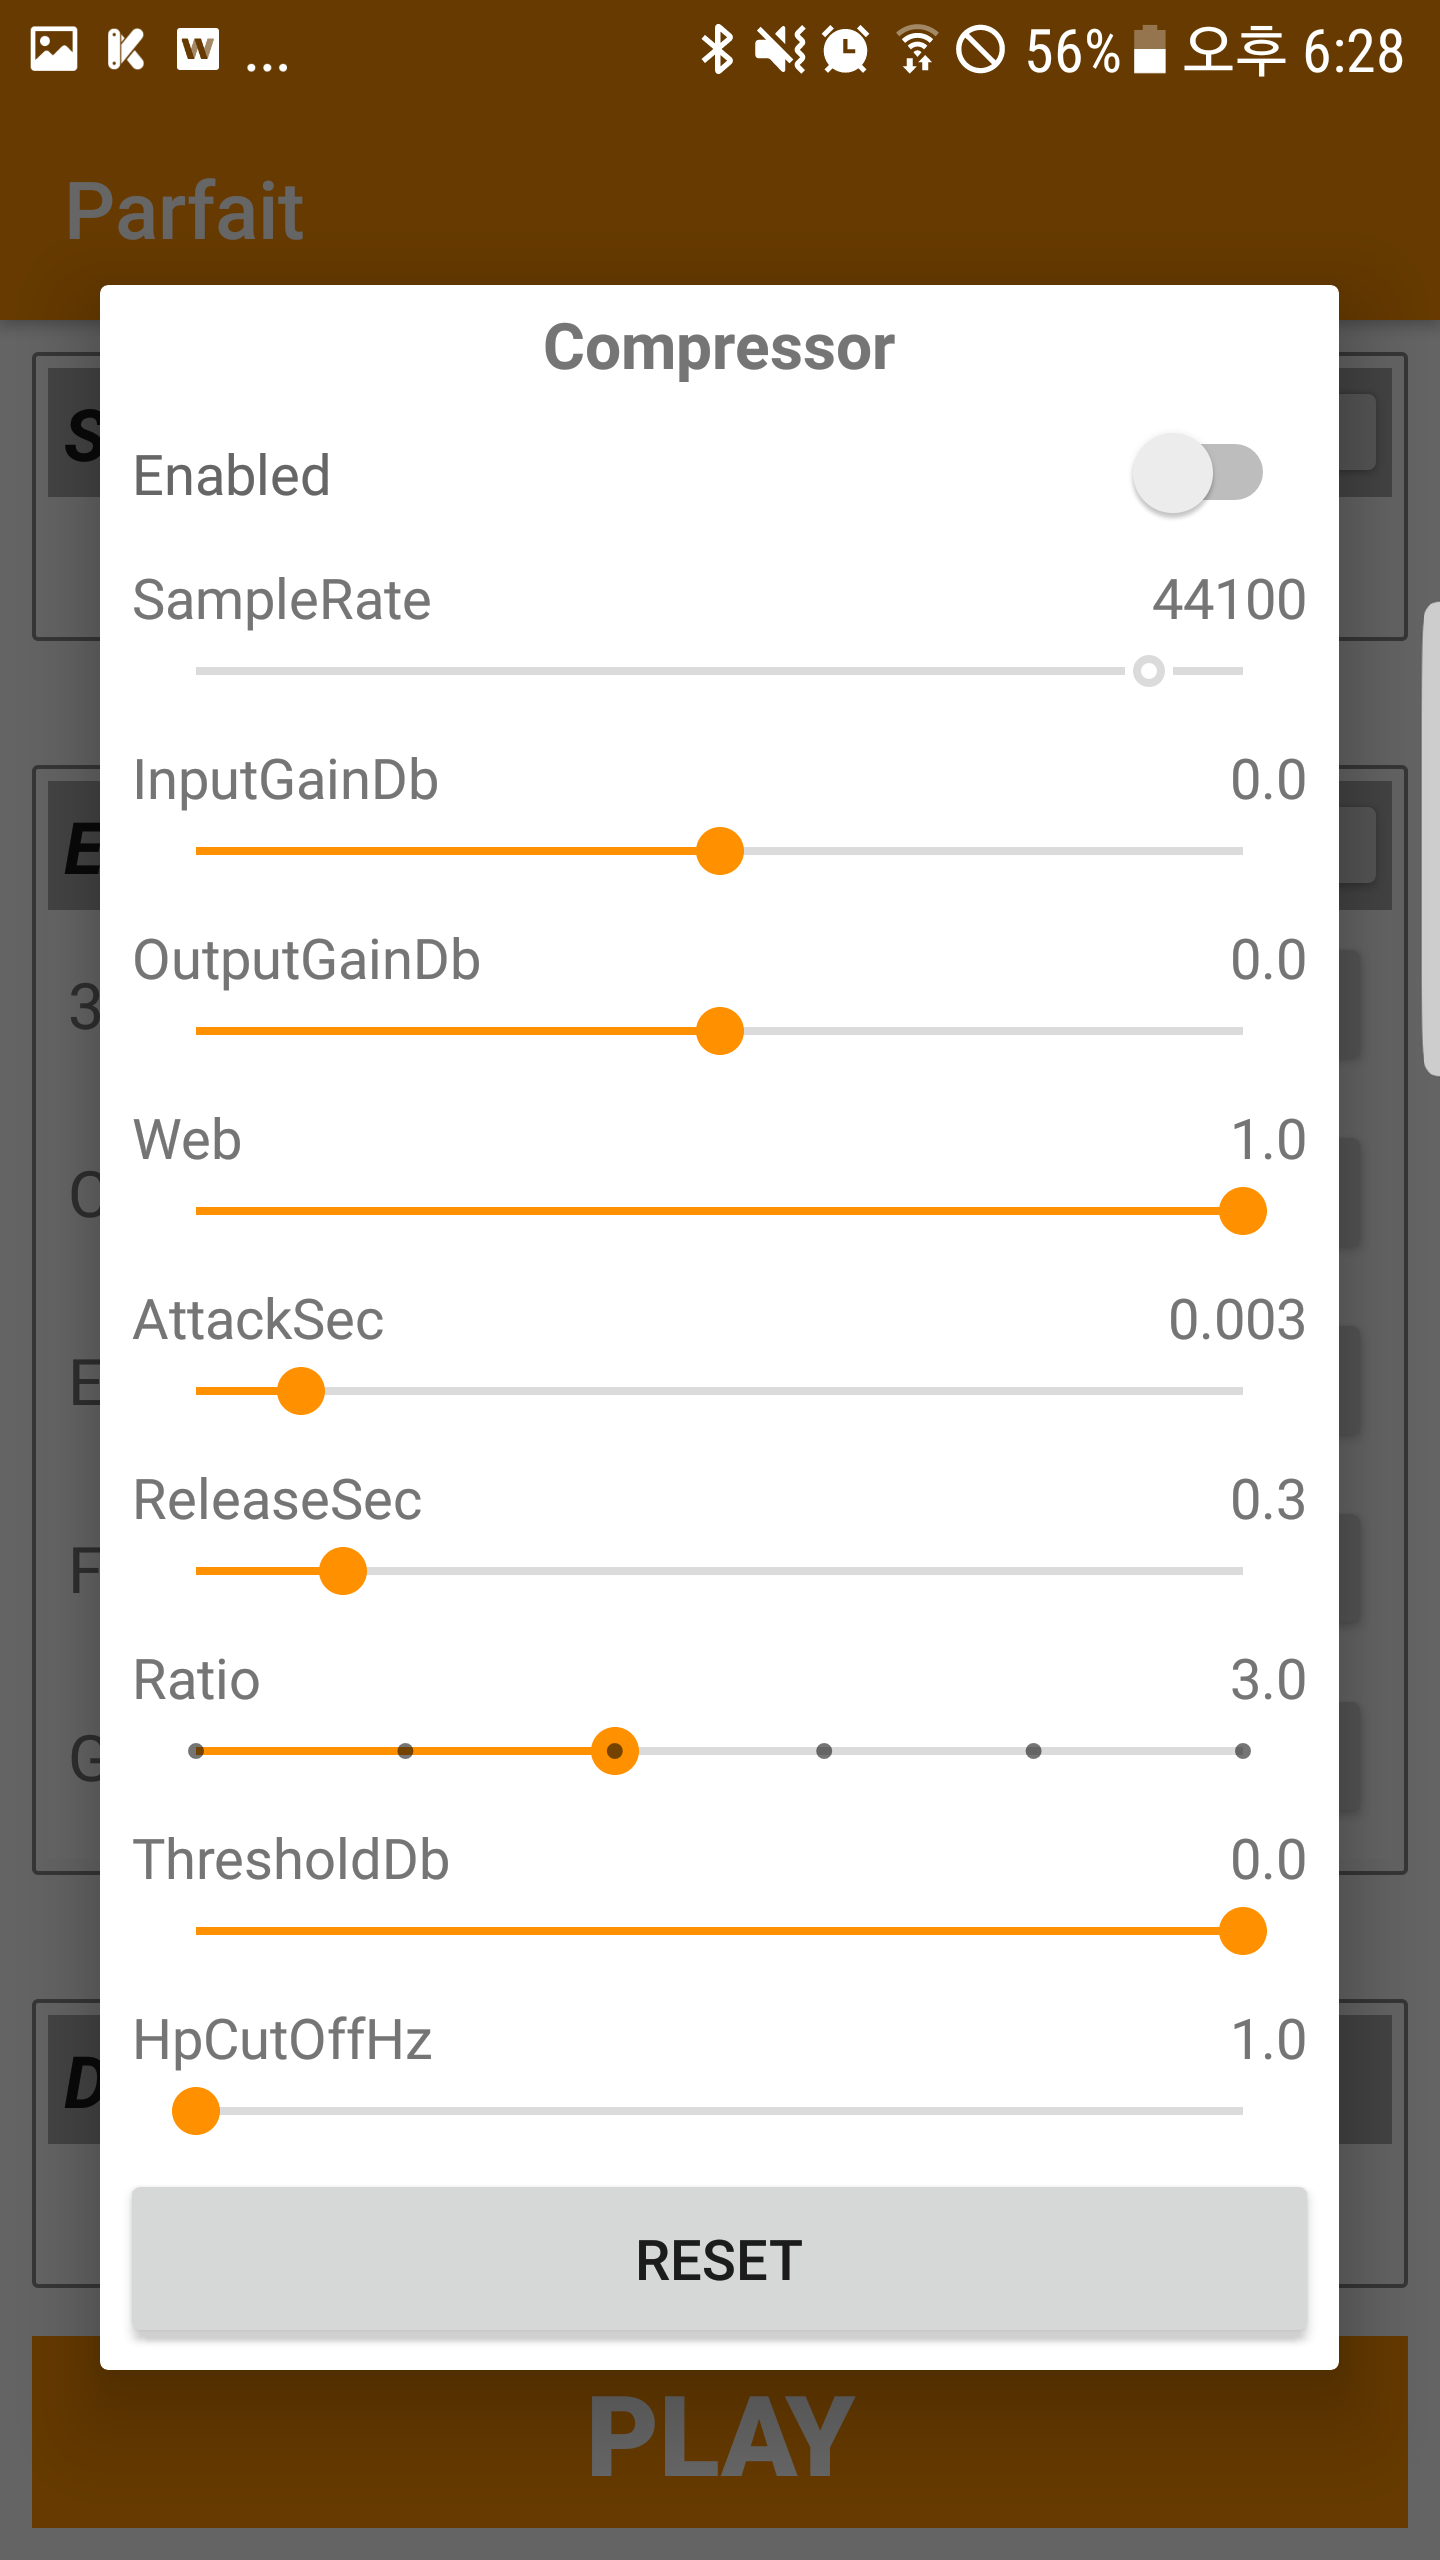 ... 56% 오후 6:28
Parfait
Compressor
Enabled
SampleRate 44100
InputGainDb 0.0
OutputGainDb 0.0
Web 1.0
AttackSec 0.003
ReleaseSec 0.3
Ratio 3.0
ThresholdDb 0.0
HpCutOffHz 1.0
RESET
PLAY